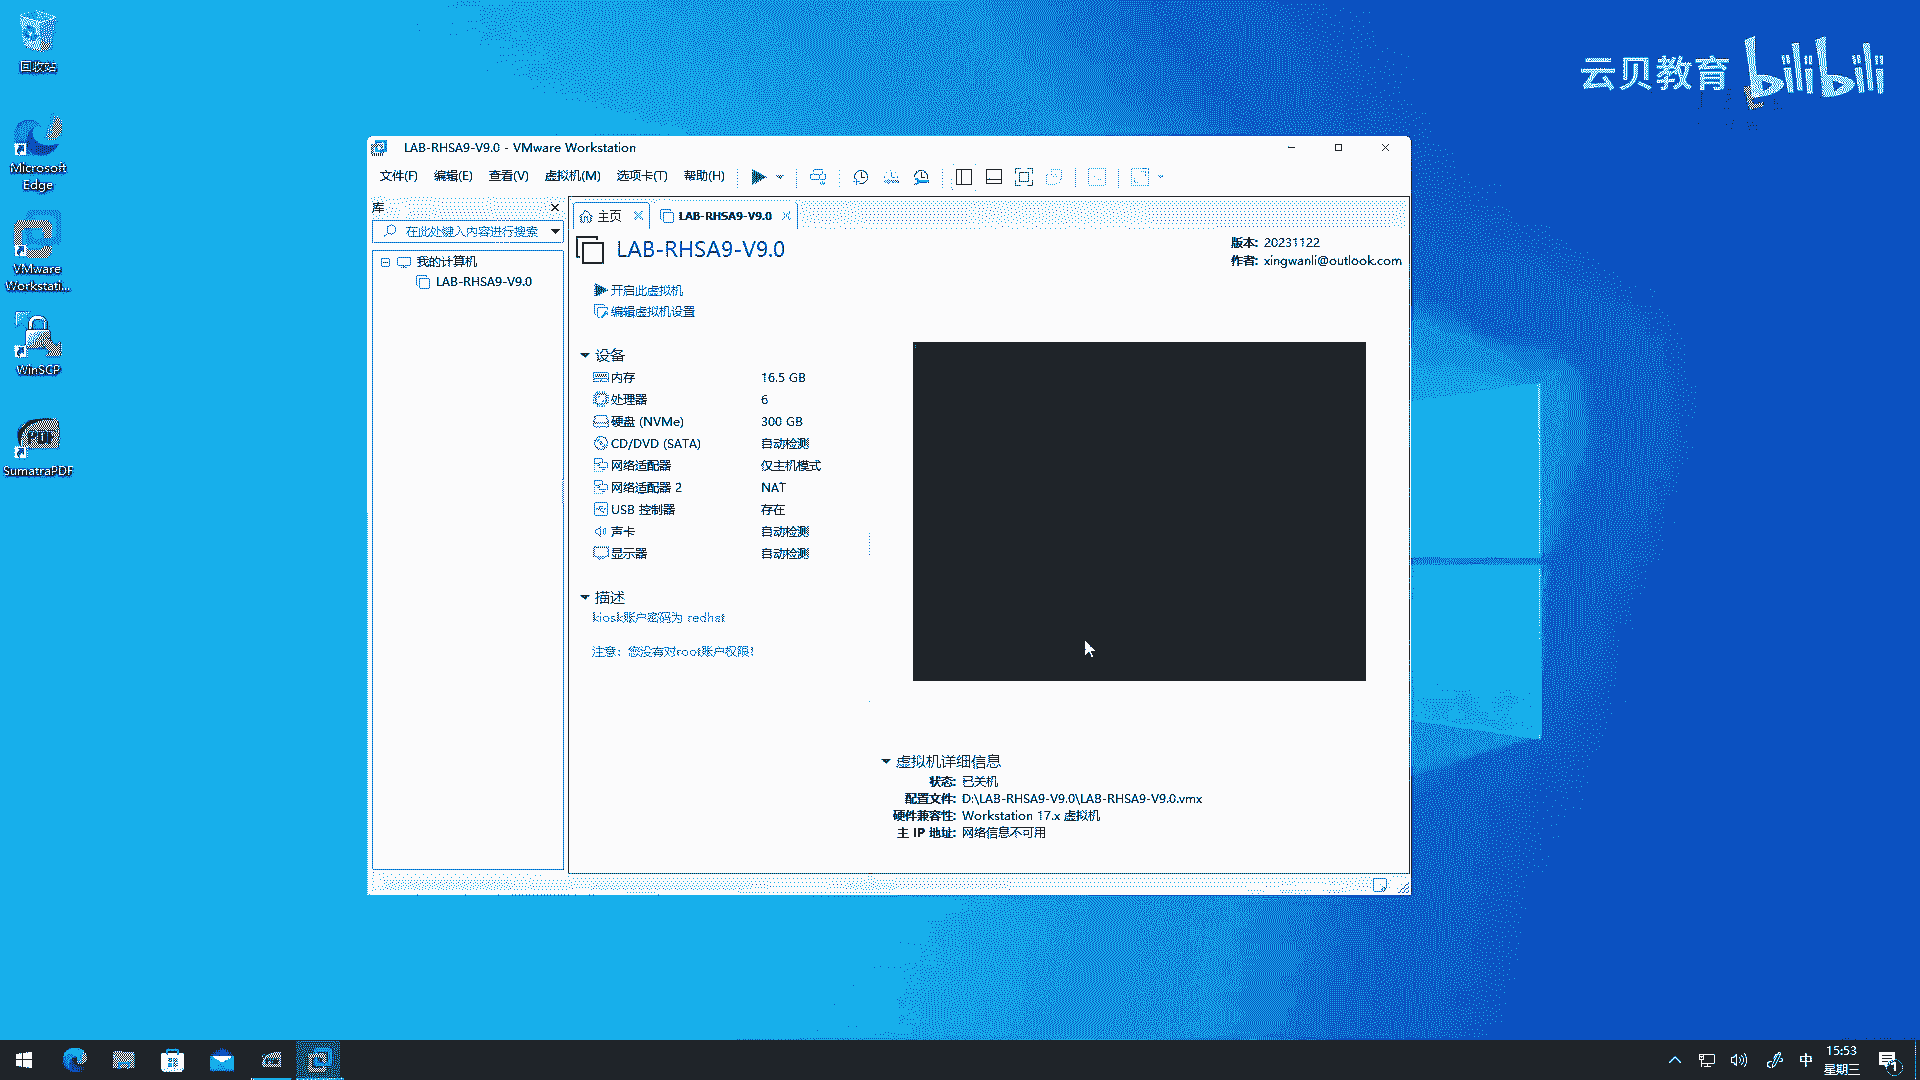 回收站
Microsoft
Edge
VMware
Workstati...
WinSCP
PDF
SumatraPDF
云贝教育 bilibili
LAB-RHSA9-V9.0 - VMware Workstation
文件(F) 编辑(E) 查看(V) 虚拟机(M) 选项卡(T) 帮助(H)
库
在此处键入内容进行搜索
我的计算机
LAB-RHSA9-V9.0
主页 LAB-RHSA9-V9.0
LAB-RHSA9-V9.0
版本: 20231122
作者: xingwanli@outlook.com
开启此虚拟机
编辑虚拟机设置
设备
内存 16.5 GB
处理器 6
硬盘 (NVMe) 300 GB
CD/DVD (SATA) 自动检测
网络适配器 仅主机模式
网络适配器 2 NAT
USB 控制器 存在
声卡 自动检测
显示器 自动检测
描述
kiosk账户密码为 redhat
注意：您没有对root账户权限！
虚拟机详细信息
状态: 已关机
配置文件: D:\LAB-RHSA9-V9.0\LAB-RHSA9-V9.0.vmx
硬件兼容性: Workstation 17.x 虚拟机
主 IP 地址: 网络信息不可用
中
15:53
星期三
1